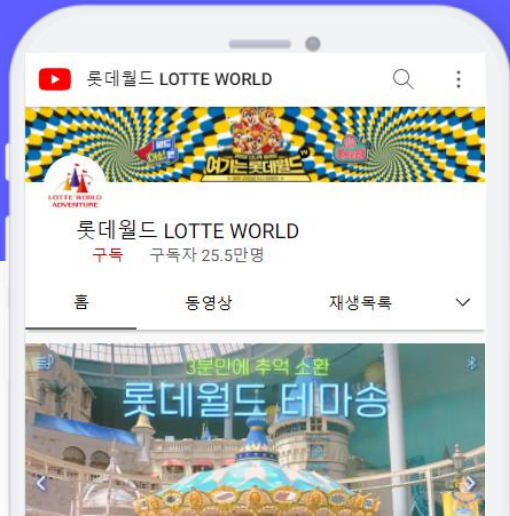 롯데월드 LOTTE WORLD
여기는롯데월드
TV
LOTTE WORLD
ADVENTURE
롯데월드 LOTTE WORLD
구독 구독자 25.5만명
홈 동영상 재생목록
3분만에 추억 소환
롯데월드 테마송